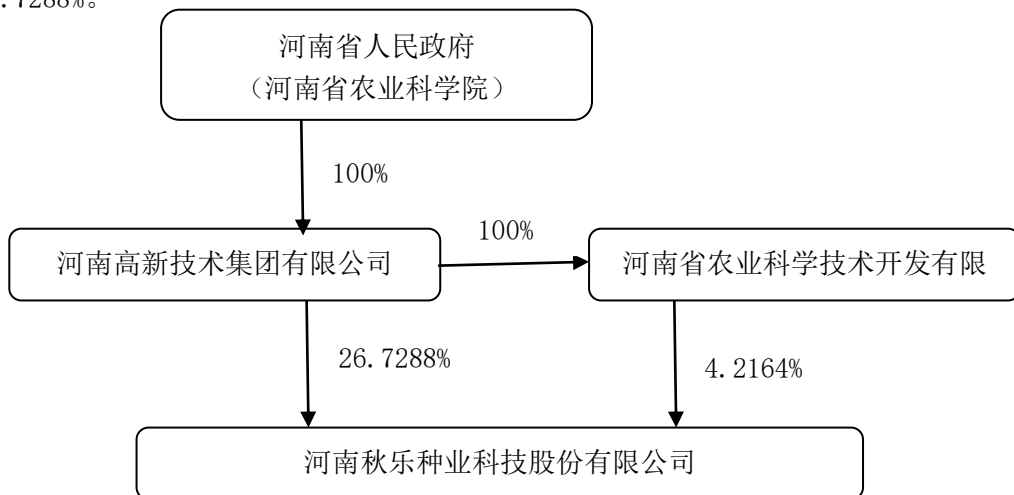 .7288%。
河南省人民政府
（河南省农业科学院）
100%
100%
河南高新技术集团有限公司
河南省农业科学技术开发有限
26.7288%
4.2164%
河南秋乐种业科技股份有限公司